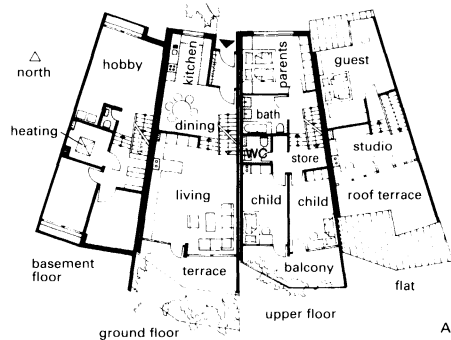 north
hobby
heating
basement
floor
kitchen
dining
living
terrace
ground floor
parents
bath
WC
store
child
child
balcony
upper floor
guest
studio
roof terrace
flat
A